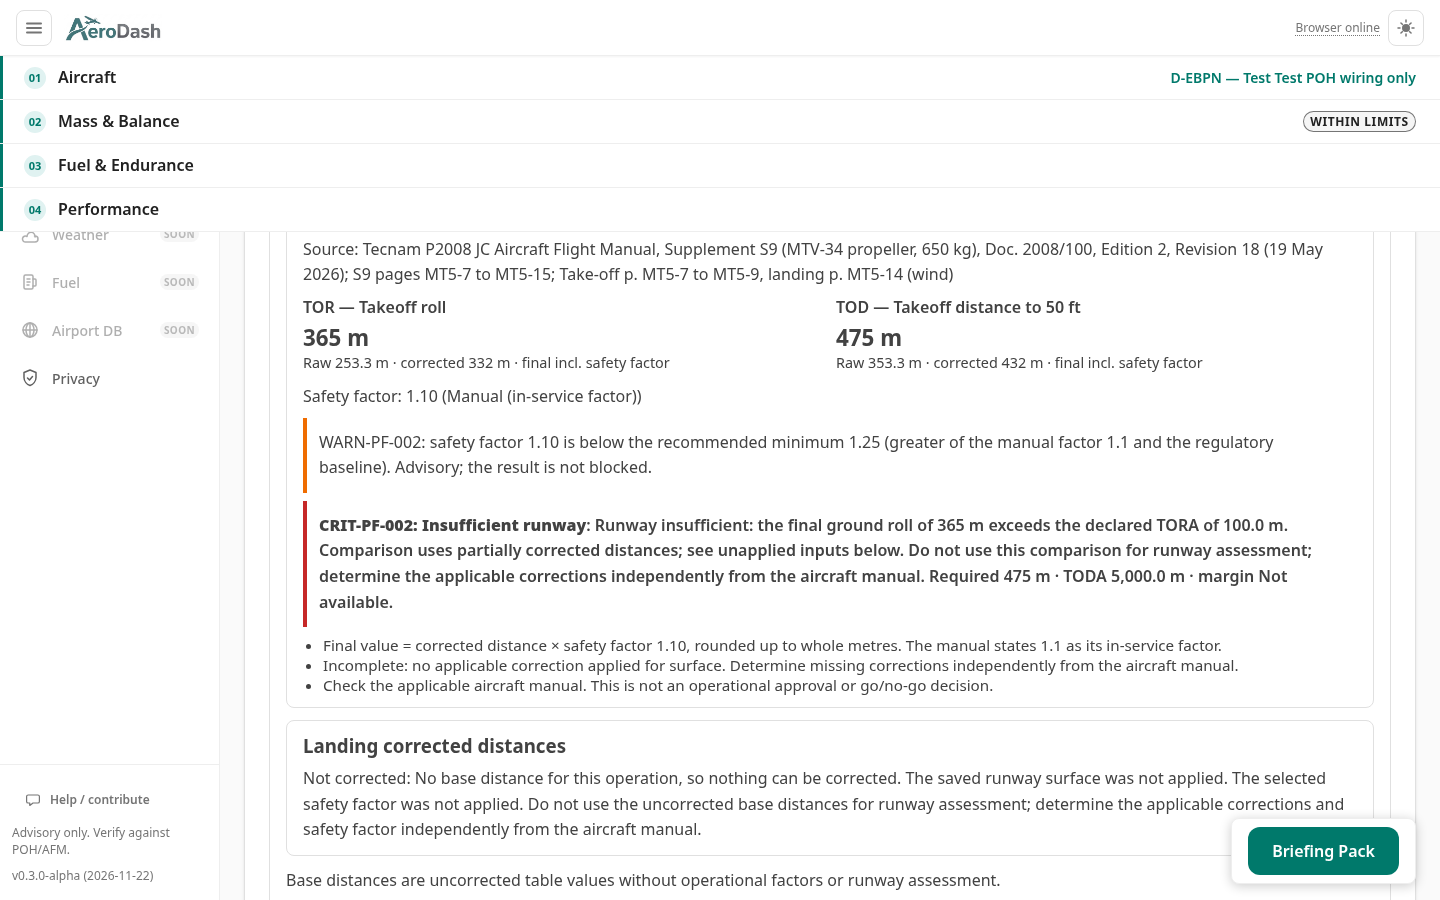 AeroDash
Browser online
01 Aircraft
D-EBPN — Test Test POH wiring only
02 Mass & Balance
WITHIN LIMITS
03 Fuel & Endurance
04 Performance
Weather SOON
Fuel SOON
Airport DB SOON
Privacy
Source: Tecnam P2008 JC Aircraft Flight Manual, Supplement S9 (MTV-34 propeller, 650 kg), Doc. 2008/100, Edition 2, Revision 18 (19 May
2026); S9 pages MT5-7 to MT5-15; Take-off p. MT5-7 to MT5-9, landing p. MT5-14 (wind)
TOR — Takeoff roll
365 m
Raw 253.3 m · corrected 332 m · final incl. safety factor
TOD — Takeoff distance to 50 ft
475 m
Raw 353.3 m · corrected 432 m · final incl. safety factor
Safety factor: 1.10 (Manual (in-service factor))
WARN-PF-002: safety factor 1.10 is below the recommended minimum 1.25 (greater of the manual factor 1.1 and the regulatory
baseline). Advisory; the result is not blocked.
CRIT-PF-002: Insufficient runway: Runway insufficient: the final ground roll of 365 m exceeds the declared TORA of 100.0 m.
Comparison uses partially corrected distances; see unapplied inputs below. Do not use this comparison for runway assessment;
determine the applicable corrections independently from the aircraft manual. Required 475 m · TODA 5,000.0 m · margin Not
available.
• Final value = corrected distance × safety factor 1.10, rounded up to whole metres. The manual states 1.1 as its in-service factor.
• Incomplete: no applicable correction applied for surface. Determine missing corrections independently from the aircraft manual.
• Check the applicable aircraft manual. This is not an operational approval or go/no-go decision.
Landing corrected distances
Not corrected: No base distance for this operation, so nothing can be corrected. The saved runway surface was not applied. The selected
safety factor was not applied. Do not use the uncorrected base distances for runway assessment; determine the applicable corrections and
safety factor independently from the aircraft manual.
Base distances are uncorrected table values without operational factors or runway assessment.
Briefing Pack
Help / contribute
Advisory only. Verify against
POH/AFM.
v0.3.0-alpha (2026-11-22)